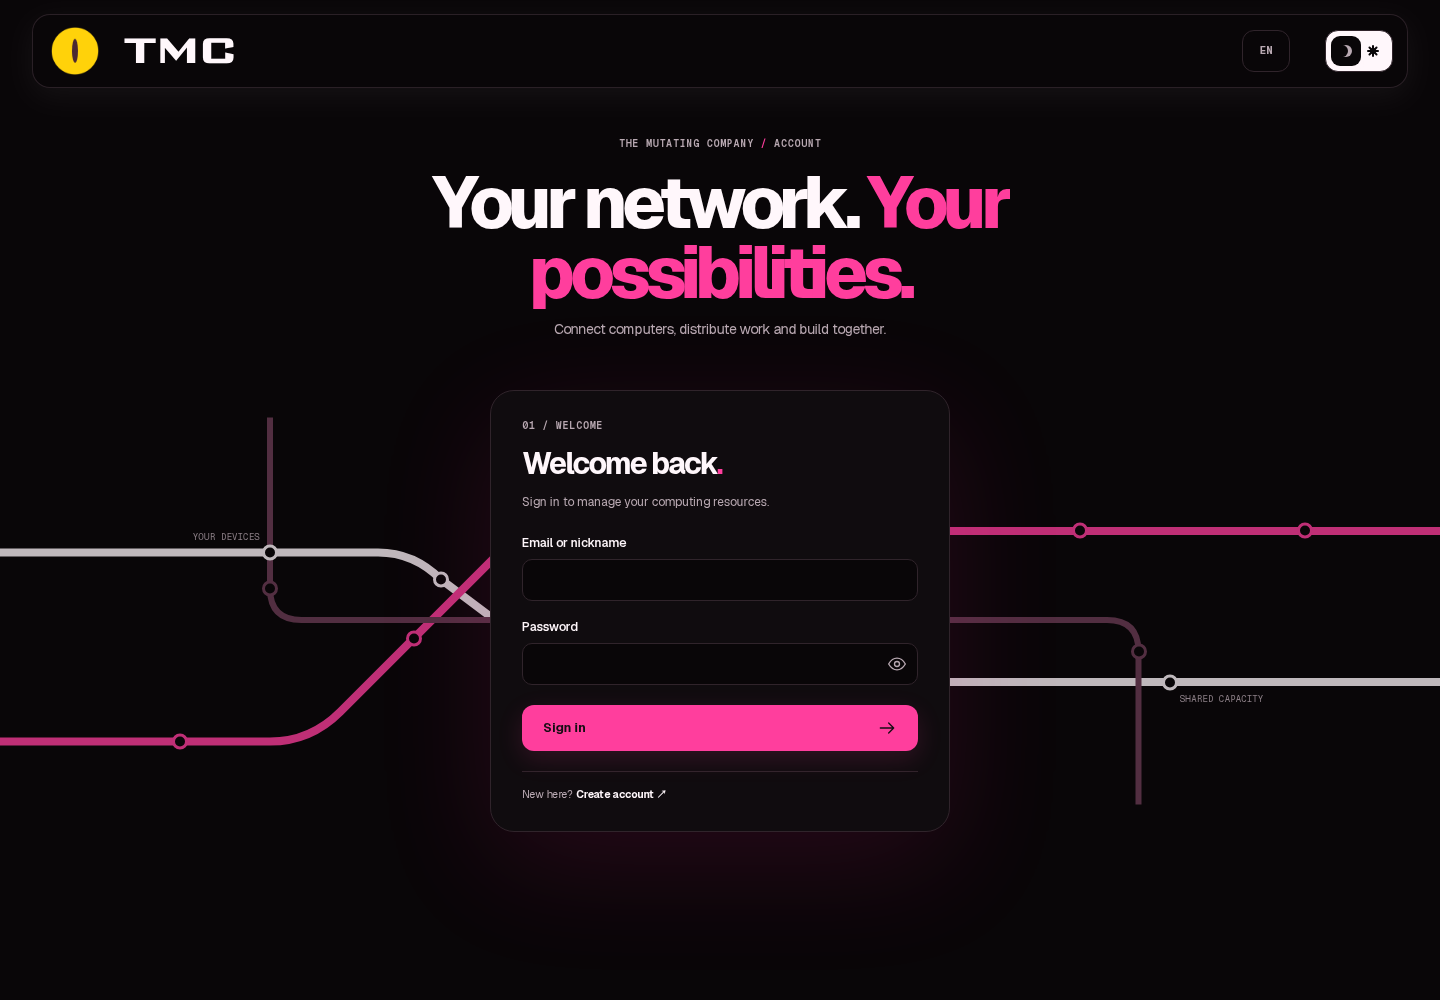 TMC
EN
THE MUTATING COMPANY / ACCOUNT
Your network. Your
possibilities.
Connect computers, distribute work and build together.
01 / WELCOME
Welcome back.
Sign in to manage your computing resources.
Email or nickname
YOUR DEVICES
Password
SHARED CAPACITY
Sign in →
New here? Create account ↗